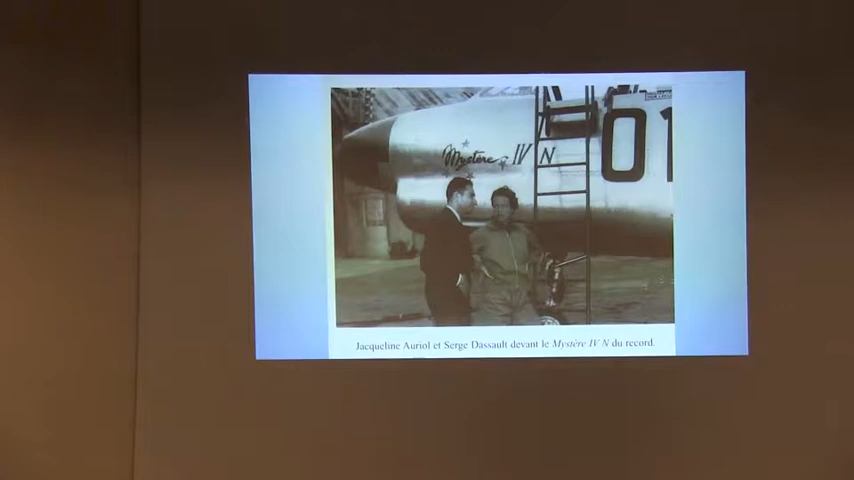 Mystère IV N
01
Jacqueline Auriol et Serge Dassault devant le Mystère IV N du record.